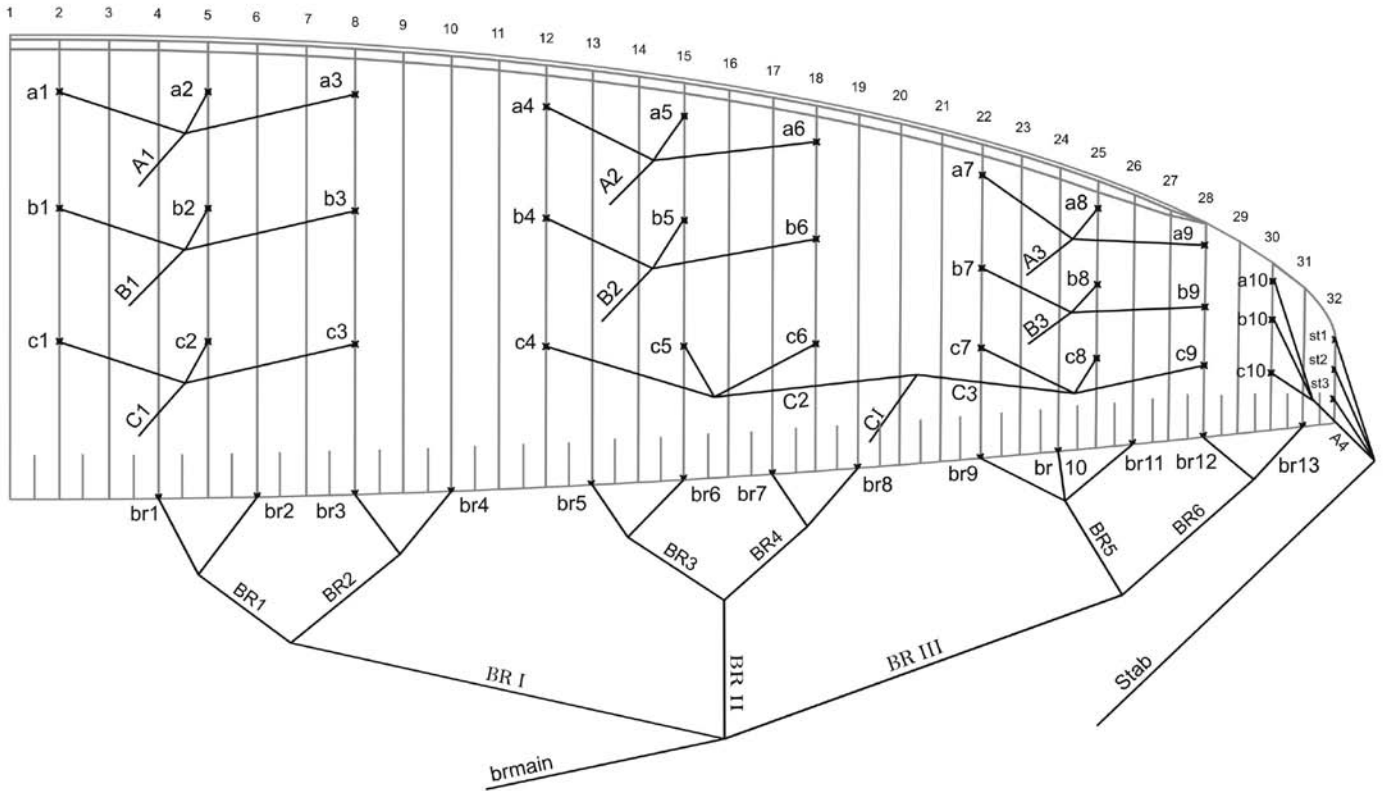 1 2 3 4 5 6 7 8 9 10 11 12 13 14 15 16 17 18 19 20 21 22 23 24 25 26 27 28 29 30 31 32
a1 a2 a3 a4 a5 a6 a7 a8 a9 a10
A1 A2 A3
b1 b2 b3 b4 b5 b6 b7 b8 b9 b10
B1 B2 B3
c1 c2 c3 c4 c5 c6 c7 c8 c9 c10
st1
st2
st3
C1 C2 C3
CI
A4
br1 br2 br3 br4 br5 br6 br7 br8 br9 br 10 br11 br12 br13
BR1 BR2 BR3 BR4 BR5 BR6
BR I BR II BR III
Stab
brmain